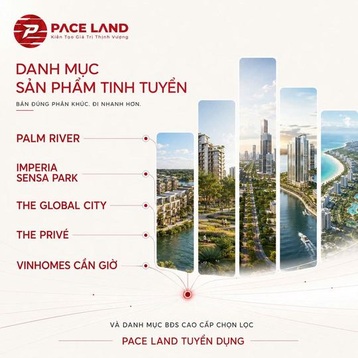 PACE LAND
Kiến Tạo Giá Trị Thịnh Vượng
DANH MỤC
SẢN PHẨM TINH TUYỂN
BÁN ĐÚNG PHÂN KHÚC. ĐI NHANH HƠN.
PALM RIVER
IMPERIA
SENSA PARK
THE GLOBAL CITY
THE PRIVÉ
VINHOMES CẦN GIỜ
VÀ DANH MỤC BĐS CAO CẤP CHỌN LỌC
PACE LAND TUYỂN DỤNG